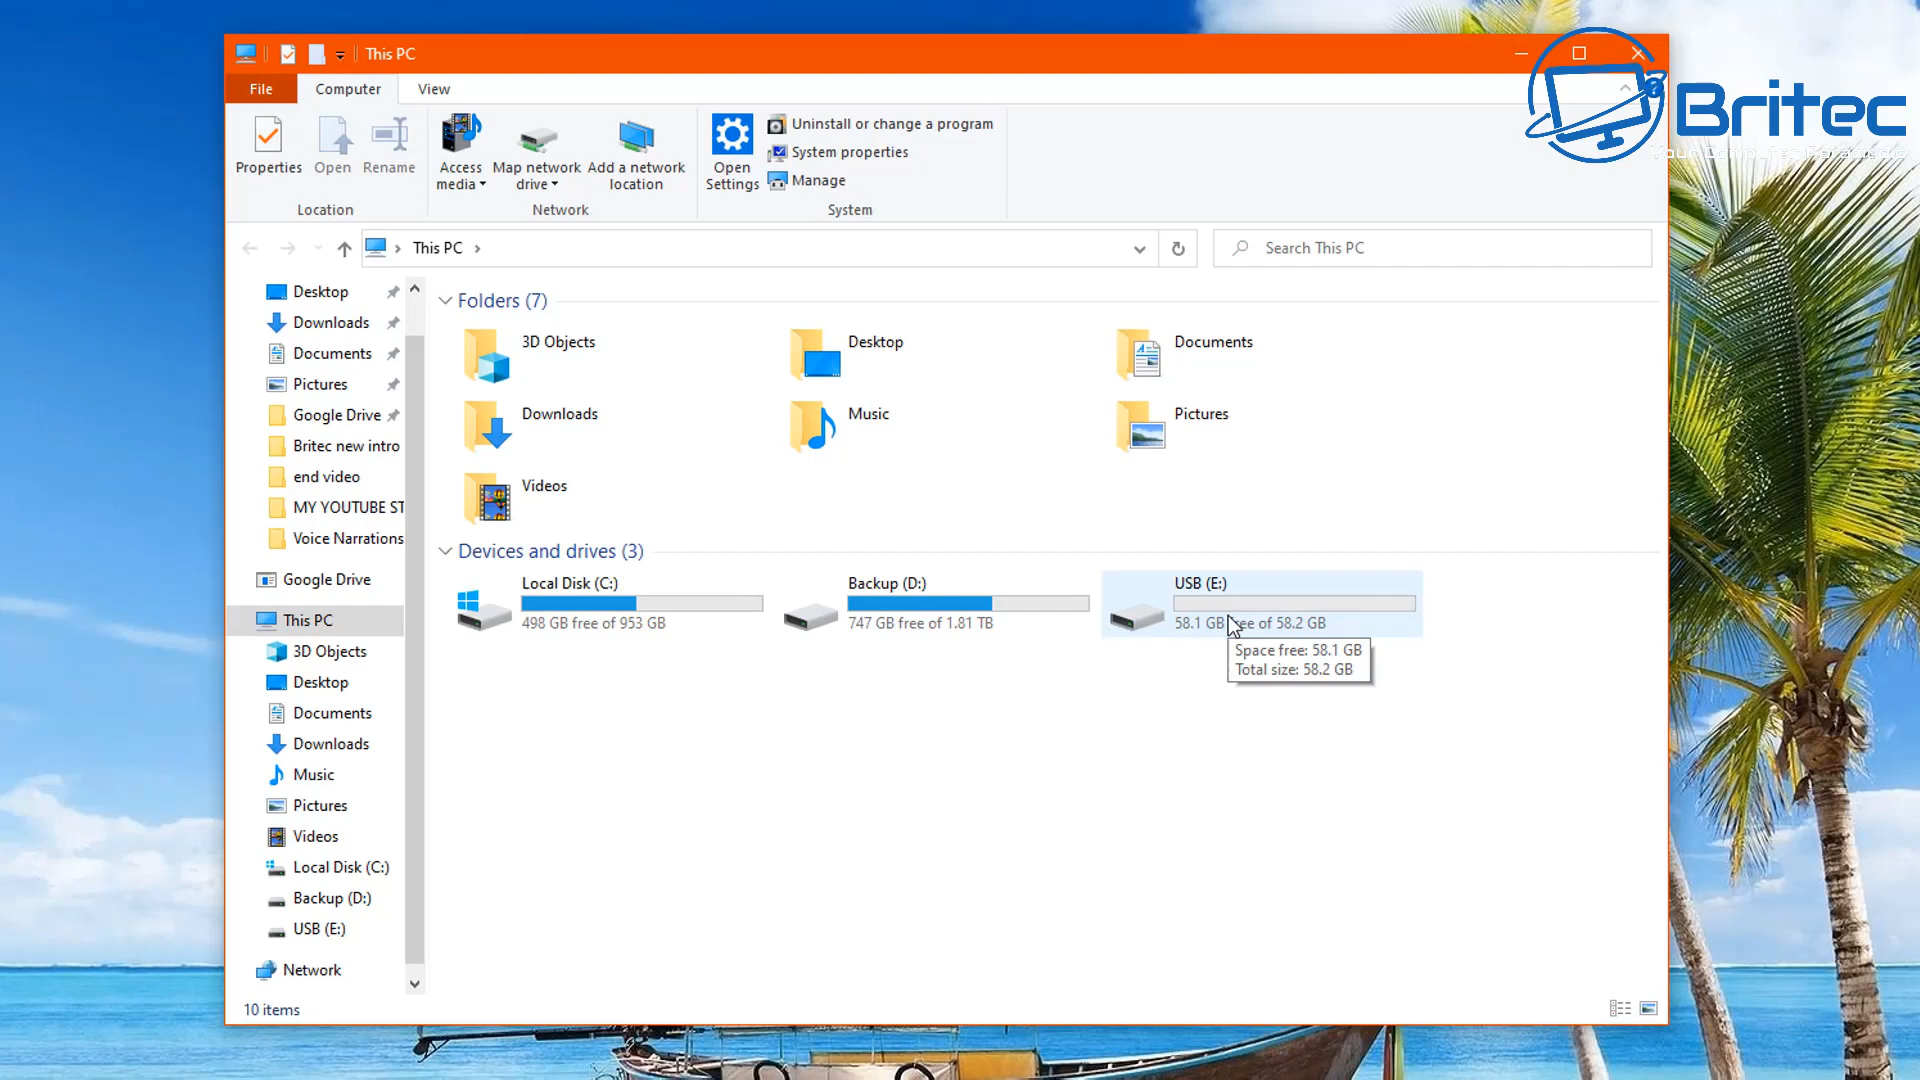 This PC
File
Computer
View
Properties
Open
Rename
Access media
Map network drive
Add a network location
Open Settings
Uninstall or change a program
System properties
Manage
Location
Network
System
This PC
Search This PC
Desktop
Downloads
Documents
Pictures
Google Drive
Britec new intro
end video
MY YOUTUBE ST
Voice Narrations
Google Drive
This PC
3D Objects
Desktop
Documents
Downloads
Music
Pictures
Videos
Local Disk (C:)
Backup (D:)
USB (E:)
Network
Folders (7)
3D Objects
Desktop
Documents
Downloads
Music
Pictures
Videos
Devices and drives (3)
Local Disk (C:)
498 GB free of 953 GB
Backup (D:)
747 GB free of 1.81 TB
USB (E:)
58.1 GB free of 58.2 GB
Space free: 58.1 GB
Total size: 58.2 GB
10 items
Britec
Your Computer